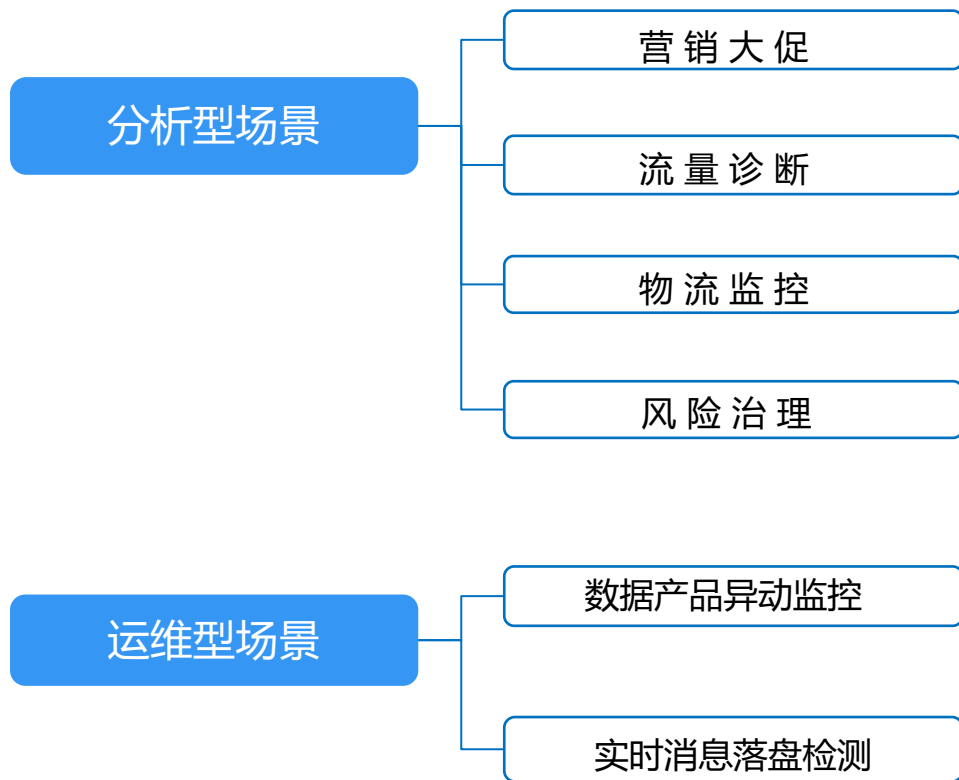 分析型场景
营销大促
流量诊断
物流监控
风险治理
运维型场景
数据产品异动监控
实时消息落盘检测